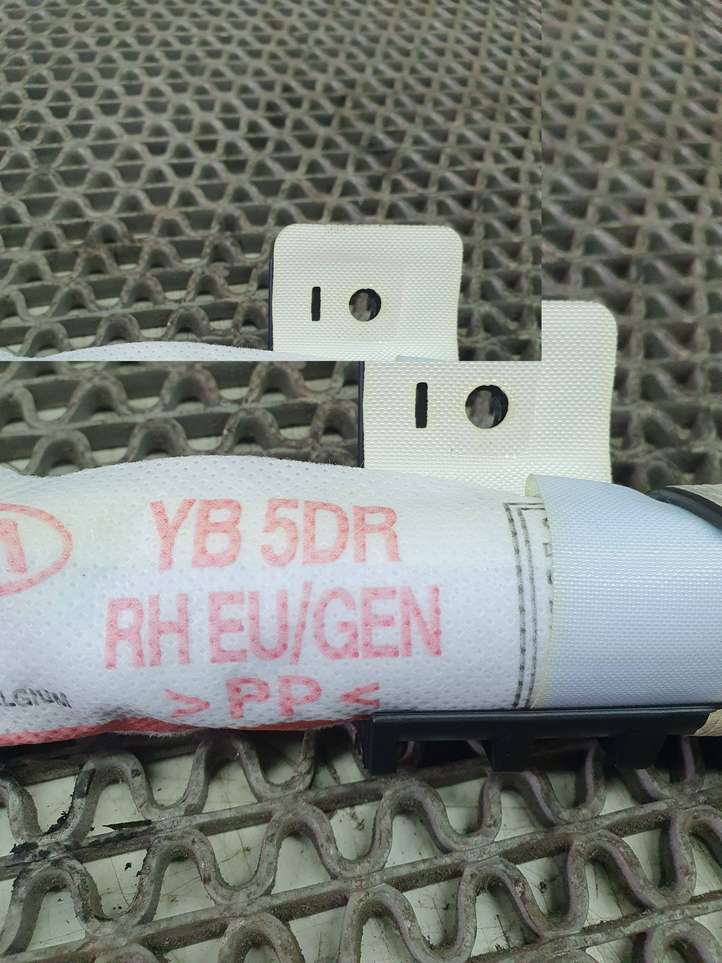 YB 5DR
RH EU/GEN
>PP<